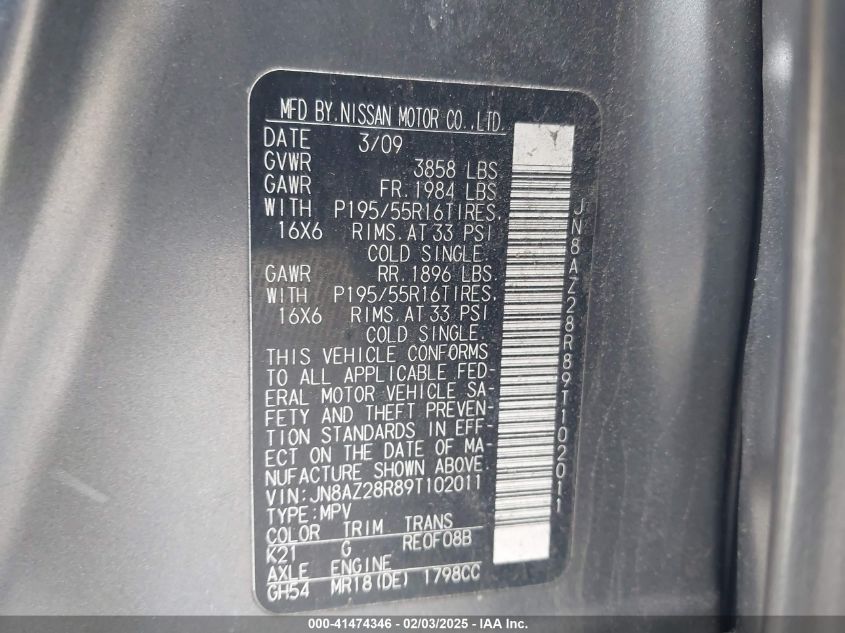 MFD BY.NISSAN MOTOR CO.,LTD.
DATE 3/09
GVWR 3858 LBS
GAWR FR.1984 LBS
WITH P195/55R16TIRES.
16X6 RIMS.AT 33 PSI
COLD SINGLE.
GAWR RR.1896 LBS.
WITH P195/55R16TIRES.
16X6 RIMS.AT 33 PSI
COLD SINGLE.
THIS VEHICLE CONFORMS
TO ALL APPLICABLE FED-
ERAL MOTOR VEHICLE SA-
FETY AND THEFT PREVEN-
TION STANDARDS IN EFF-
ECT ON THE DATE OF MA-
NUFACTURE SHOWN ABOVE.
VIN:JN8AZ28R89T102011
TYPE:MPV
COLOR TRIM TRANS
K21 G RE0F08B
AXLE ENGINE
GH54 MR18(DE) 1798CC
JN8AZ28R89T102011
000-41474346 - 02/03/2025 - IAA Inc.